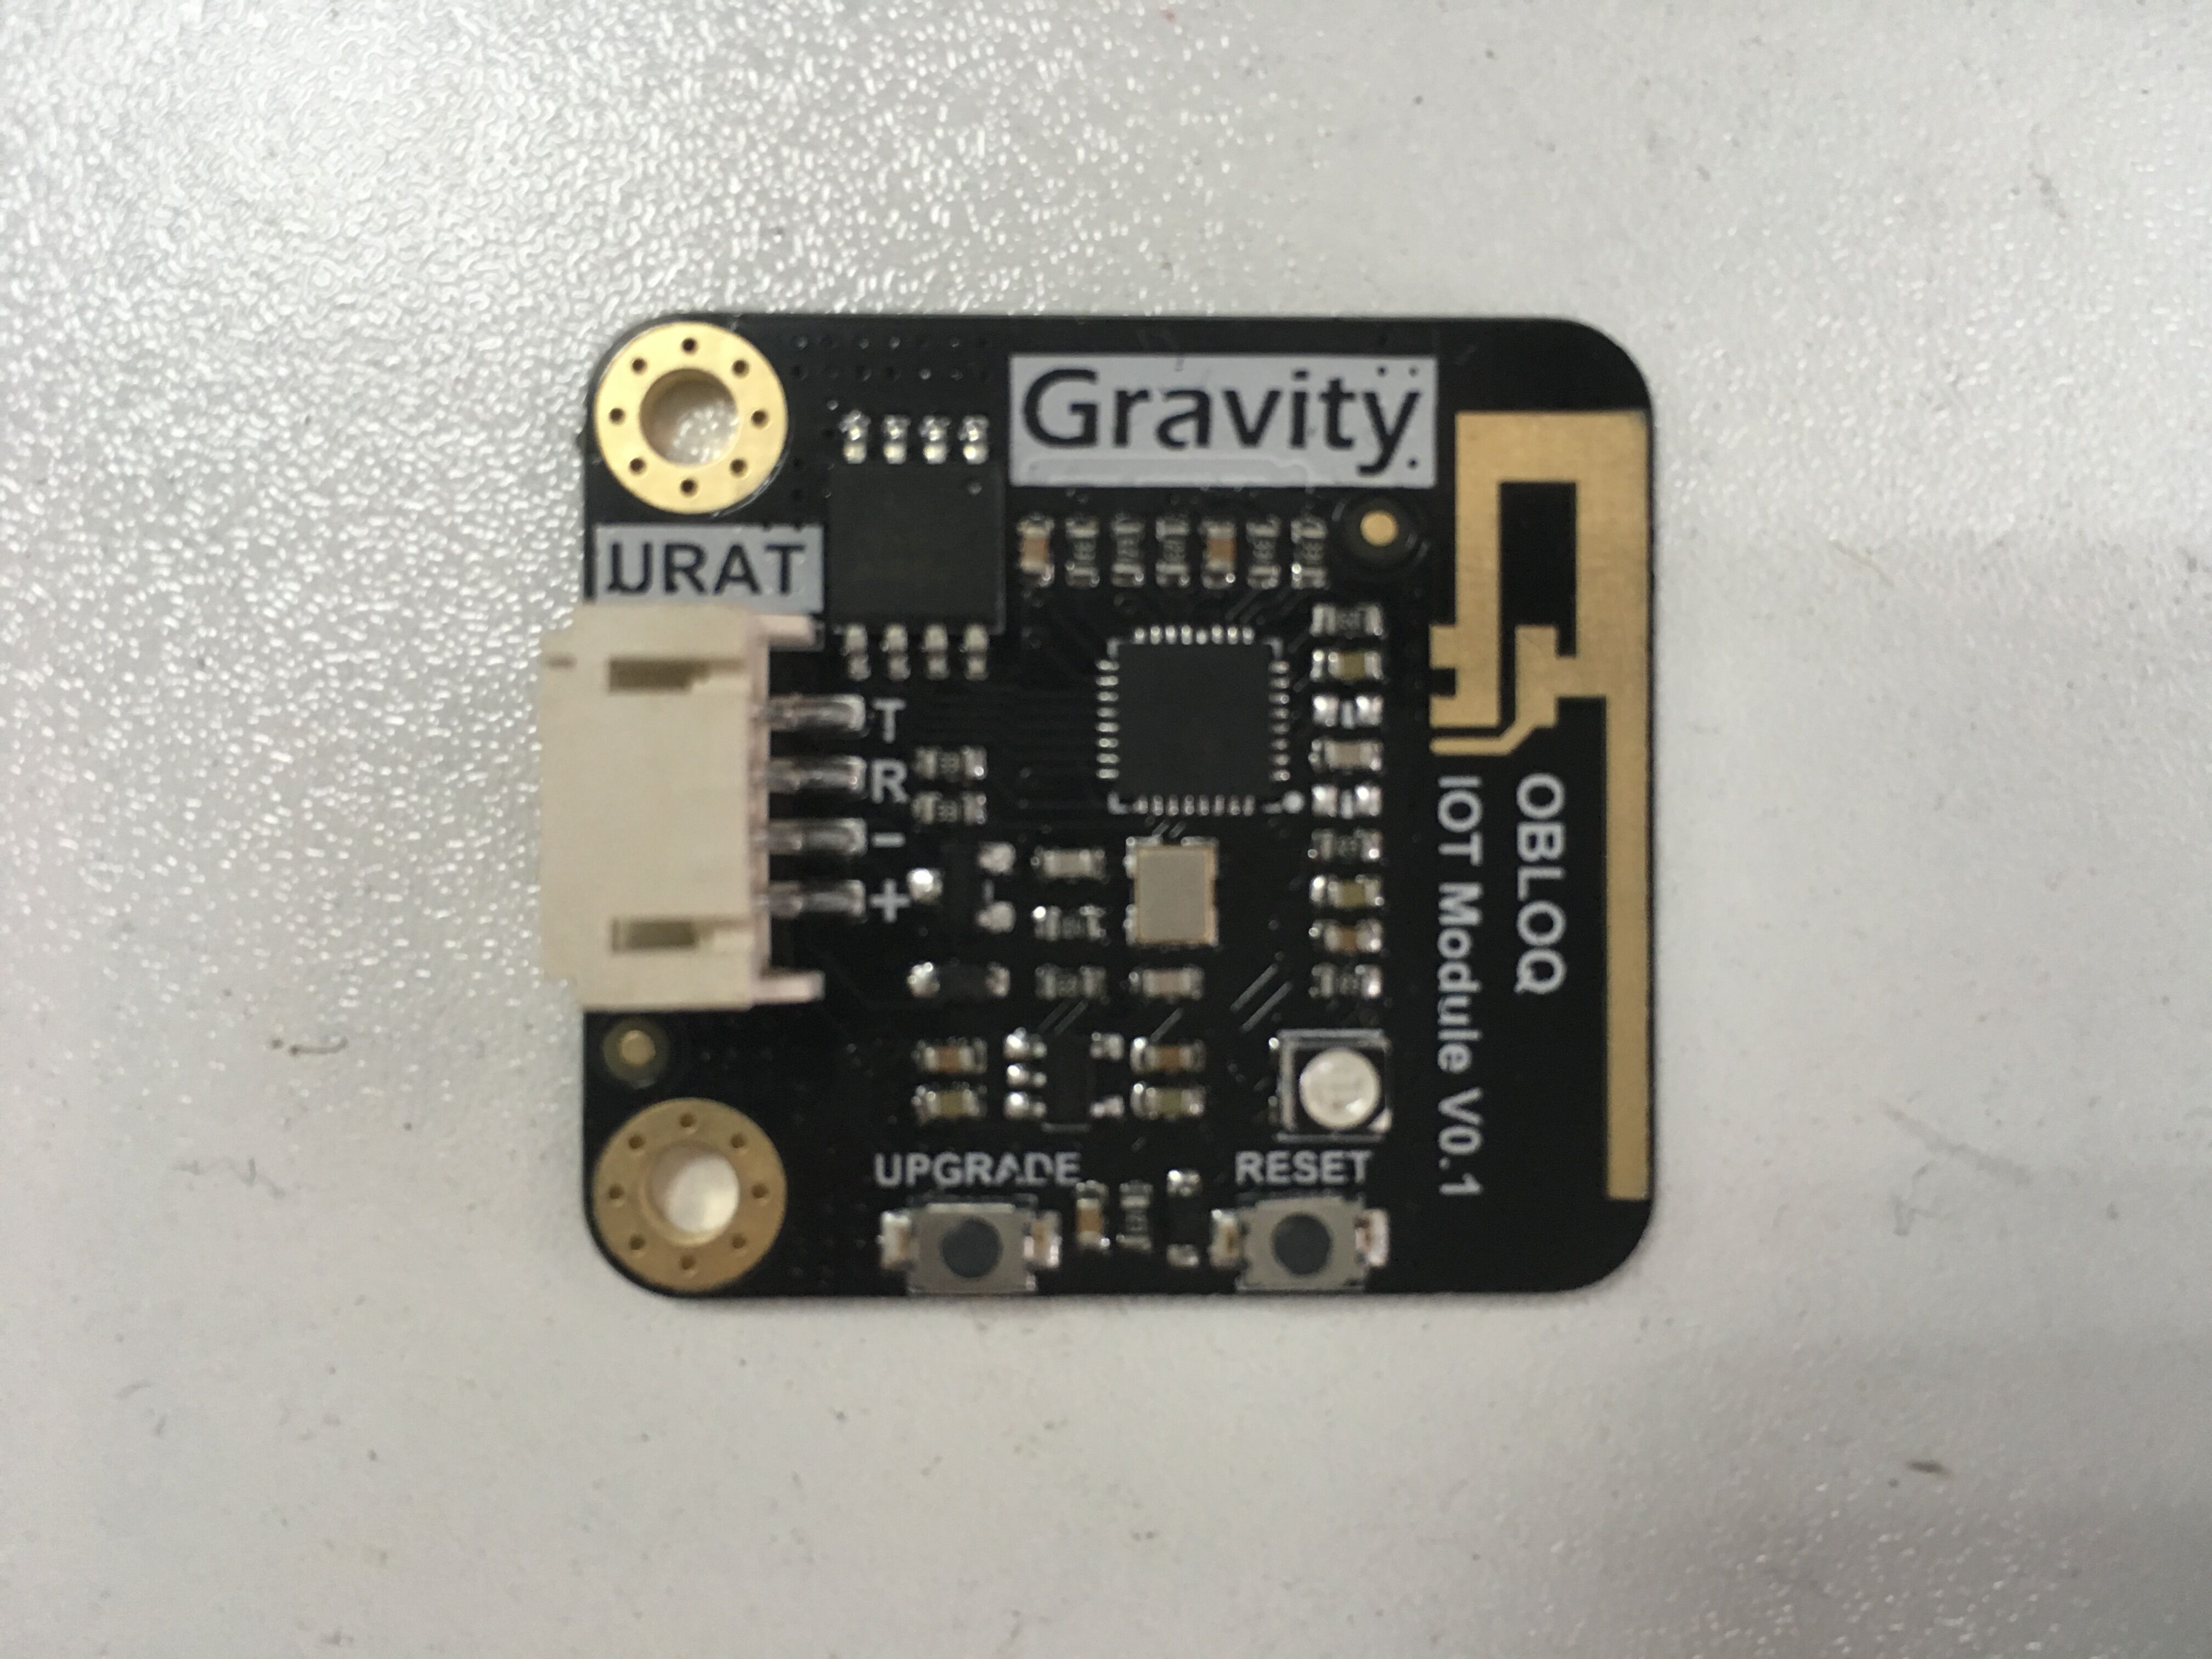 Gravity
URAT
T
R
-
+
OBLOQ
IOT Module V0.1
UPGRADE
RESET